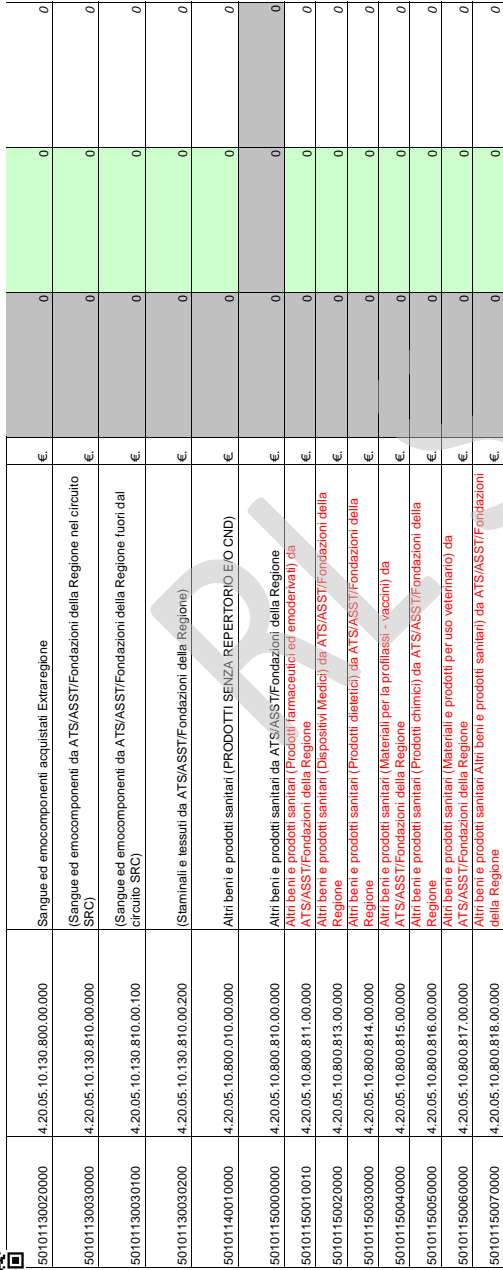 50101130020000 4.20.05.10.130.800.00.000 Sangue ed emocomponenti acquistati Extraregione €. 0 0 0
50101130030000 4.20.05.10.130.810.00.000 (Sangue ed emocomponenti da ATS/ASST/Fondazioni della Regione nel circuito
SRC) €. 0 0 0
50101130030100 4.20.05.10.130.810.00.100 (Sangue ed emocomponenti da ATS/ASST/Fondazioni della Regione fuori dal
circuito SRC) €. 0 0 0
50101130030200 4.20.05.10.130.810.00.200 (Staminali e tessuti da ATS/ASST/Fondazioni della Regione) €. 0 0 0
50101140010000 4.20.05.10.800.010.00.000 Altri beni e prodotti sanitari (PRODOTTI SENZA REPERTORIO E/O CND) €. 0 0 0
50101150000000 4.20.05.10.800.810.00.000 Altri beni e prodotti sanitari da ATS/ASST/Fondazioni della Regione €. 0 0 0
50101150010010 4.20.05.10.800.811.00.000 Altri beni e prodotti sanitari (Prodotti farmaceutici ed emoderivati) da
ATS/ASST/Fondazioni della Regione €. 0 0 0
50101150020000 4.20.05.10.800.813.00.000 Altri beni e prodotti sanitari (Dispositivi Medici) da ATS/ASST/Fondazioni della
Regione €. 0 0 0
50101150030000 4.20.05.10.800.814.00.000 Altri beni e prodotti sanitari (Prodotti dietetici) da ATS/ASST/Fondazioni della
Regione €. 0 0 0
50101150040000 4.20.05.10.800.815.00.000 Altri beni e prodotti sanitari (Materiali per la profilassi - vaccini) da
ATS/ASST/Fondazioni della Regione €. 0 0 0
50101150050000 4.20.05.10.800.816.00.000 Altri beni e prodotti sanitari (Prodotti chimici) da ATS/ASST/Fondazioni della
Regione €. 0 0 0
50101150060000 4.20.05.10.800.817.00.000 Altri beni e prodotti sanitari (Materiali e prodotti per uso veterinario) da
ATS/ASST/Fondazioni della Regione €. 0 0 0
50101150070000 4.20.05.10.800.818.00.000 Altri beni e prodotti sanitari Altri beni e prodotti sanitari) da ATS/ASST/Fondazioni
della Regione €. 0 0 0
RL